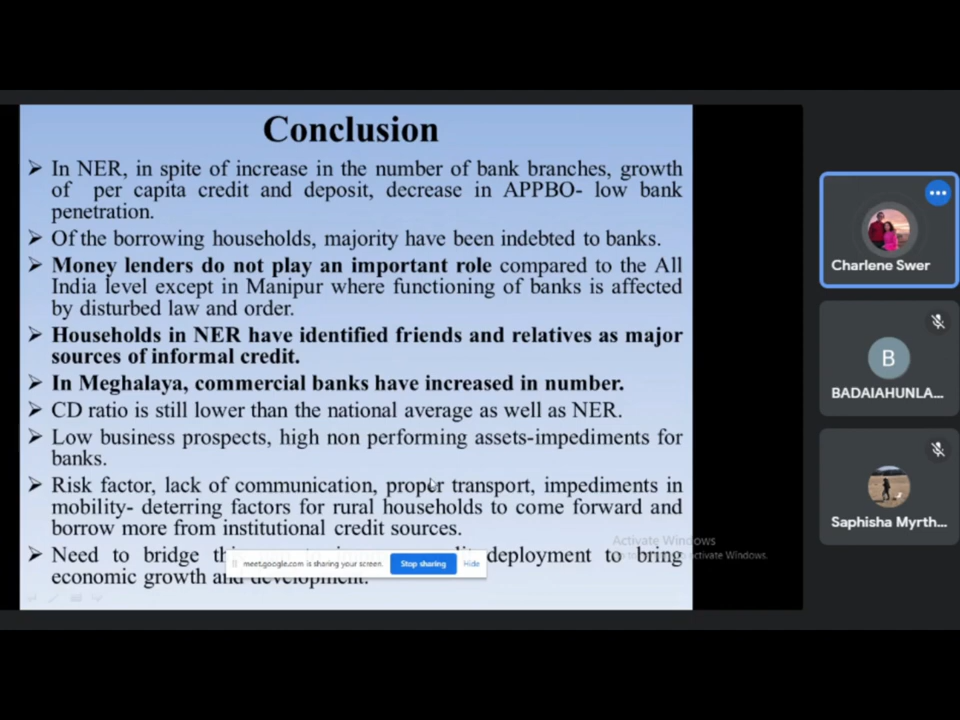 Conclusion
➢ In NER, in spite of increase in the number of bank branches, growth
of per capita credit and deposit, decrease in APPBO- low bank
penetration.
➢ Of the borrowing households, majority have been indebted to banks.
➢ Money lenders do not play an important role compared to the All
India level except in Manipur where functioning of banks is affected
by disturbed law and order.
➢ Households in NER have identified friends and relatives as major
sources of informal credit.
➢ In Meghalaya, commercial banks have increased in number.
➢ CD ratio is still lower than the national average as well as NER.
➢ Low business prospects, high non performing assets-impediments for
banks.
➢ Risk factor, lack of communication, proper transport, impediments in
mobility- deterring factors for rural households to come forward and
borrow more from institutional credit sources.
➢ Need to bridge deployment to bring
economic growth and development.
meet.google.com is sharing your screen.
Stop sharing
Hide
Activate Windows
Activate Windows.
Charlene Swer
B
BADAIAHUNLA...
Saphisha Myrth...